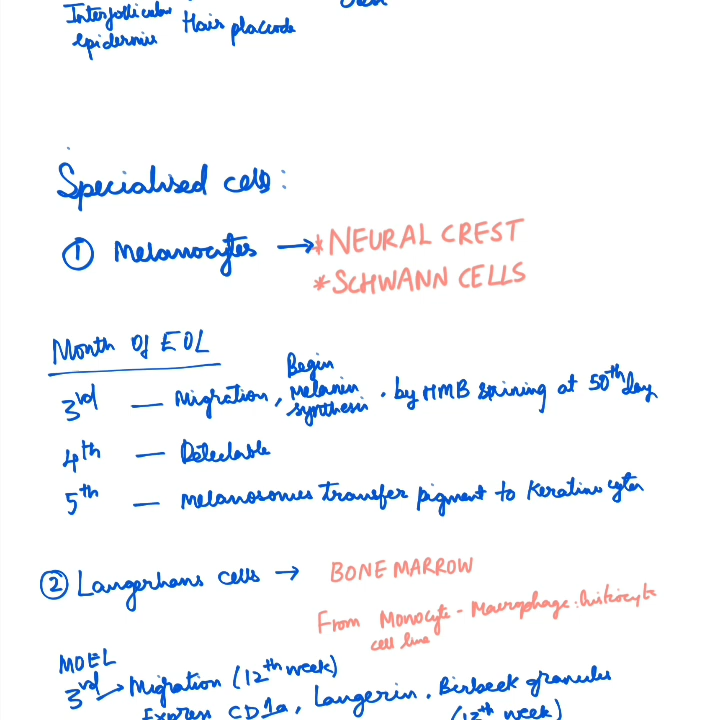 Interfollicular Hair placode
epidermis
Specialised cells:
① Melanocytes → * NEURAL CREST
* SCHWANN CELLS
Month Of EOL
3rd — Migration, Begin melanin synthesis . by HMB staining at 50th day
4th — Detectable
5th — Melanosomes transfer pigment to Keratinocytes
② Langerhans cells → BONE MARROW
From Monocyte - Macrophage - histiocyte
cell line
MOEL
3rd → Migration (12th week)
Express CD1a, Langerin . Birbeck granules
(12th week)